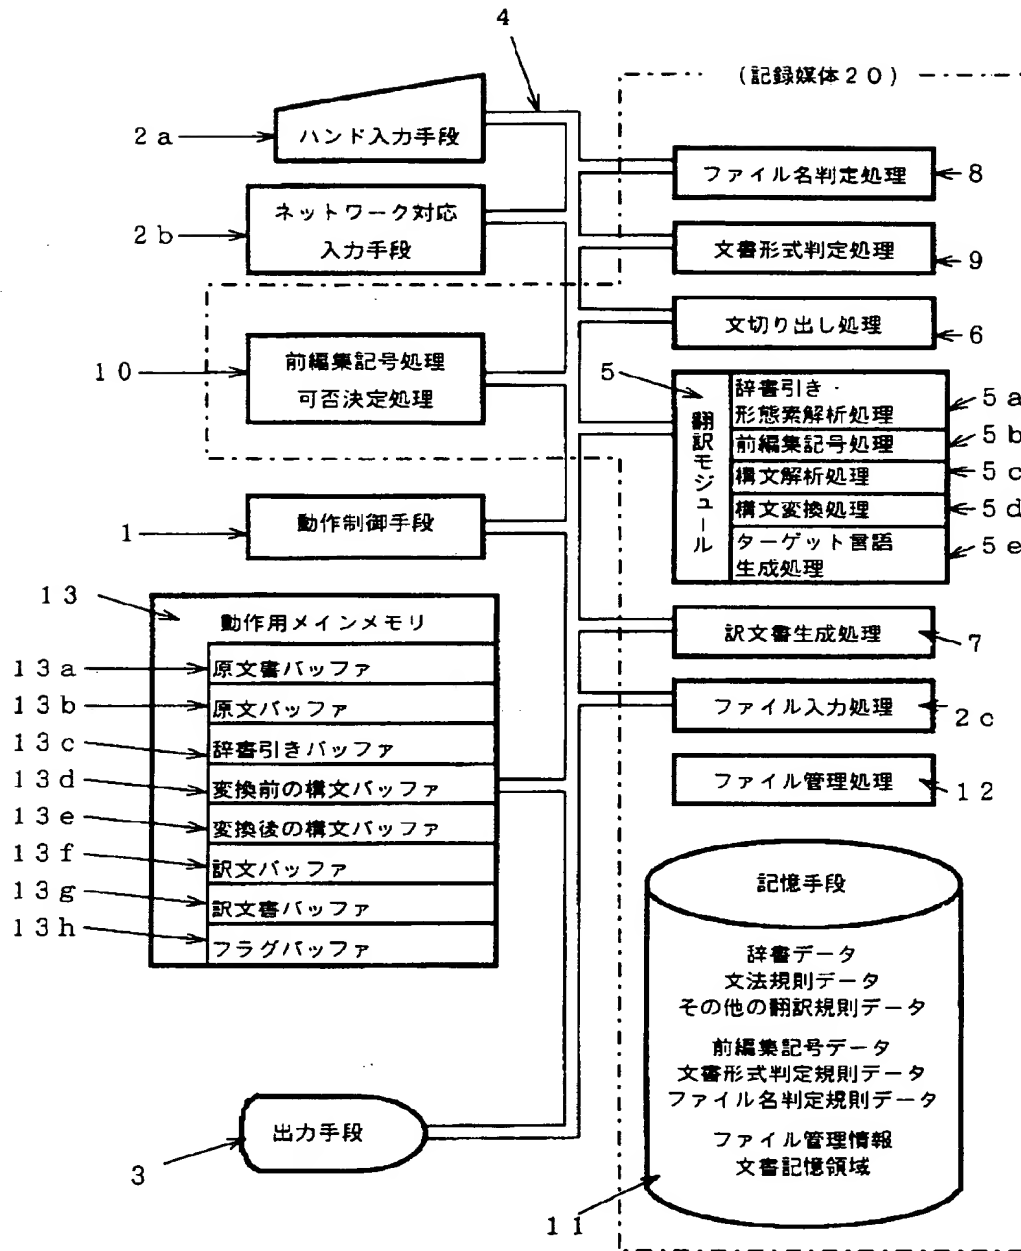 4
(記録媒体20)
2a
ハンド入力手段
ファイル名判定処理
8
2b
ネットワーク対応
入力手段
文書形式判定処理
9
文切り出し処理
6
10
前編集記号処理
可否決定処理
5
翻訳モジュール
辞書引き・
形態素解析処理
5a
前編集記号処理
5b
構文解析処理
5c
構文変換処理
5d
ターゲット言語
生成処理
5e
1
動作制御手段
13
動作用メインメモリ
13a
原文書バッファ
13b
原文バッファ
13c
辞書引きバッファ
13d
変換前の構文バッファ
13e
変換後の構文バッファ
13f
訳文バッファ
13g
訳文書バッファ
13h
フラグバッファ
訳文書生成処理
7
ファイル入力処理
2c
ファイル管理処理
12
記憶手段
辞書データ
文法規則データ
その他の翻訳規則データ
前編集記号データ
文書形式判定規則データ
ファイル名判定規則データ
ファイル管理情報
文書記憶領域
11
出力手段
3